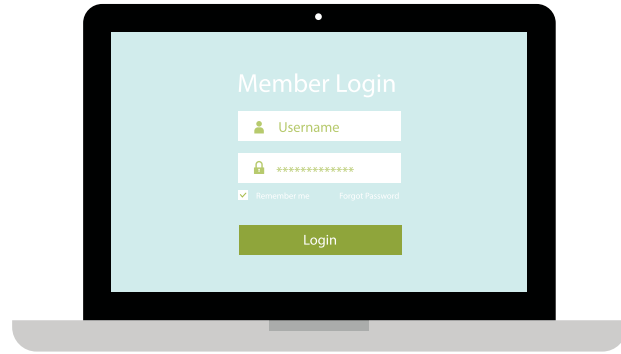 Member Login
Username
*************
Remember me Forgot Password
Login